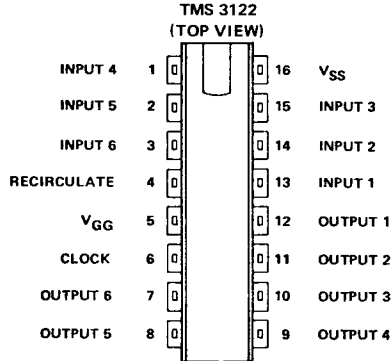 TMS 3122
(TOP VIEW)
INPUT 4 1 16 VSS
INPUT 5 2 15 INPUT 3
INPUT 6 3 14 INPUT 2
RECIRCULATE 4 13 INPUT 1
VGG 5 12 OUTPUT 1
CLOCK 6 11 OUTPUT 2
OUTPUT 6 7 10 OUTPUT 3
OUTPUT 5 8 9 OUTPUT 4